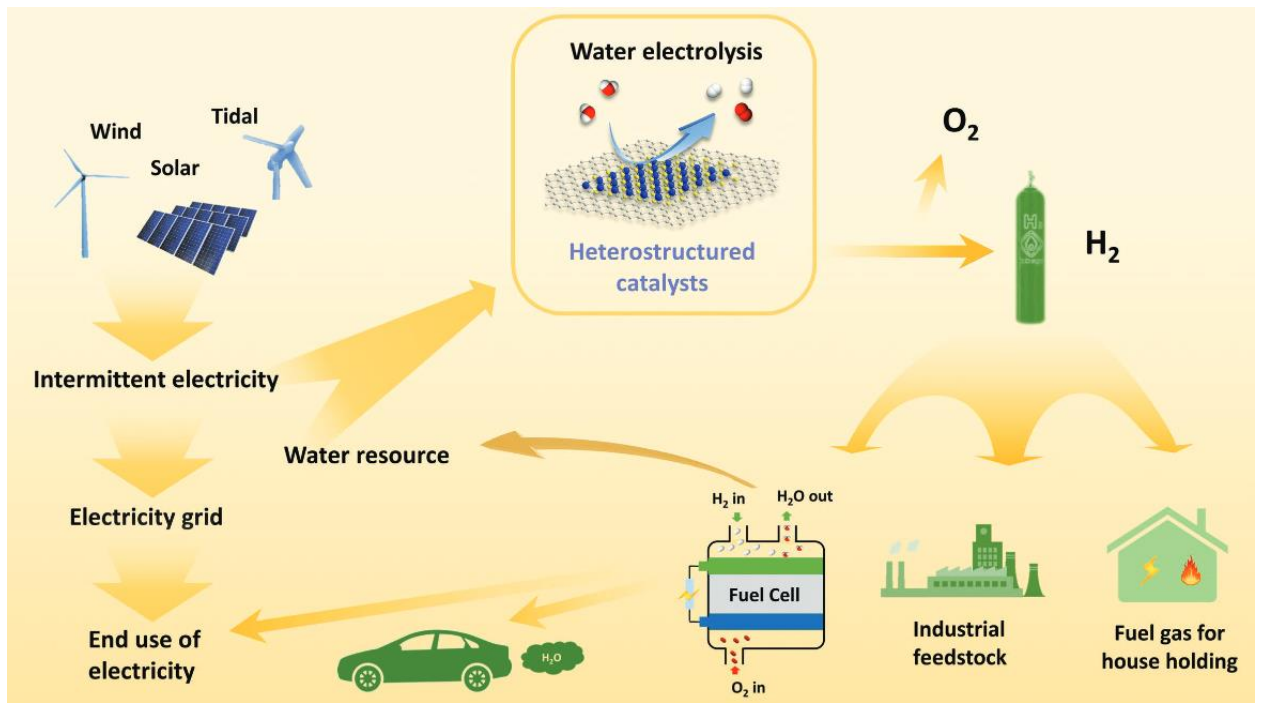 Water electrolysis
Tidal
Wind
Solar
O₂
H₂
Heterostructured
catalysts
Intermittent electricity
Water resource
H₂ in
H₂O out
Electricity grid
Fuel Cell
End use of
electricity
H₂O
O₂ in
Industrial
feedstock
Fuel gas for
house holding